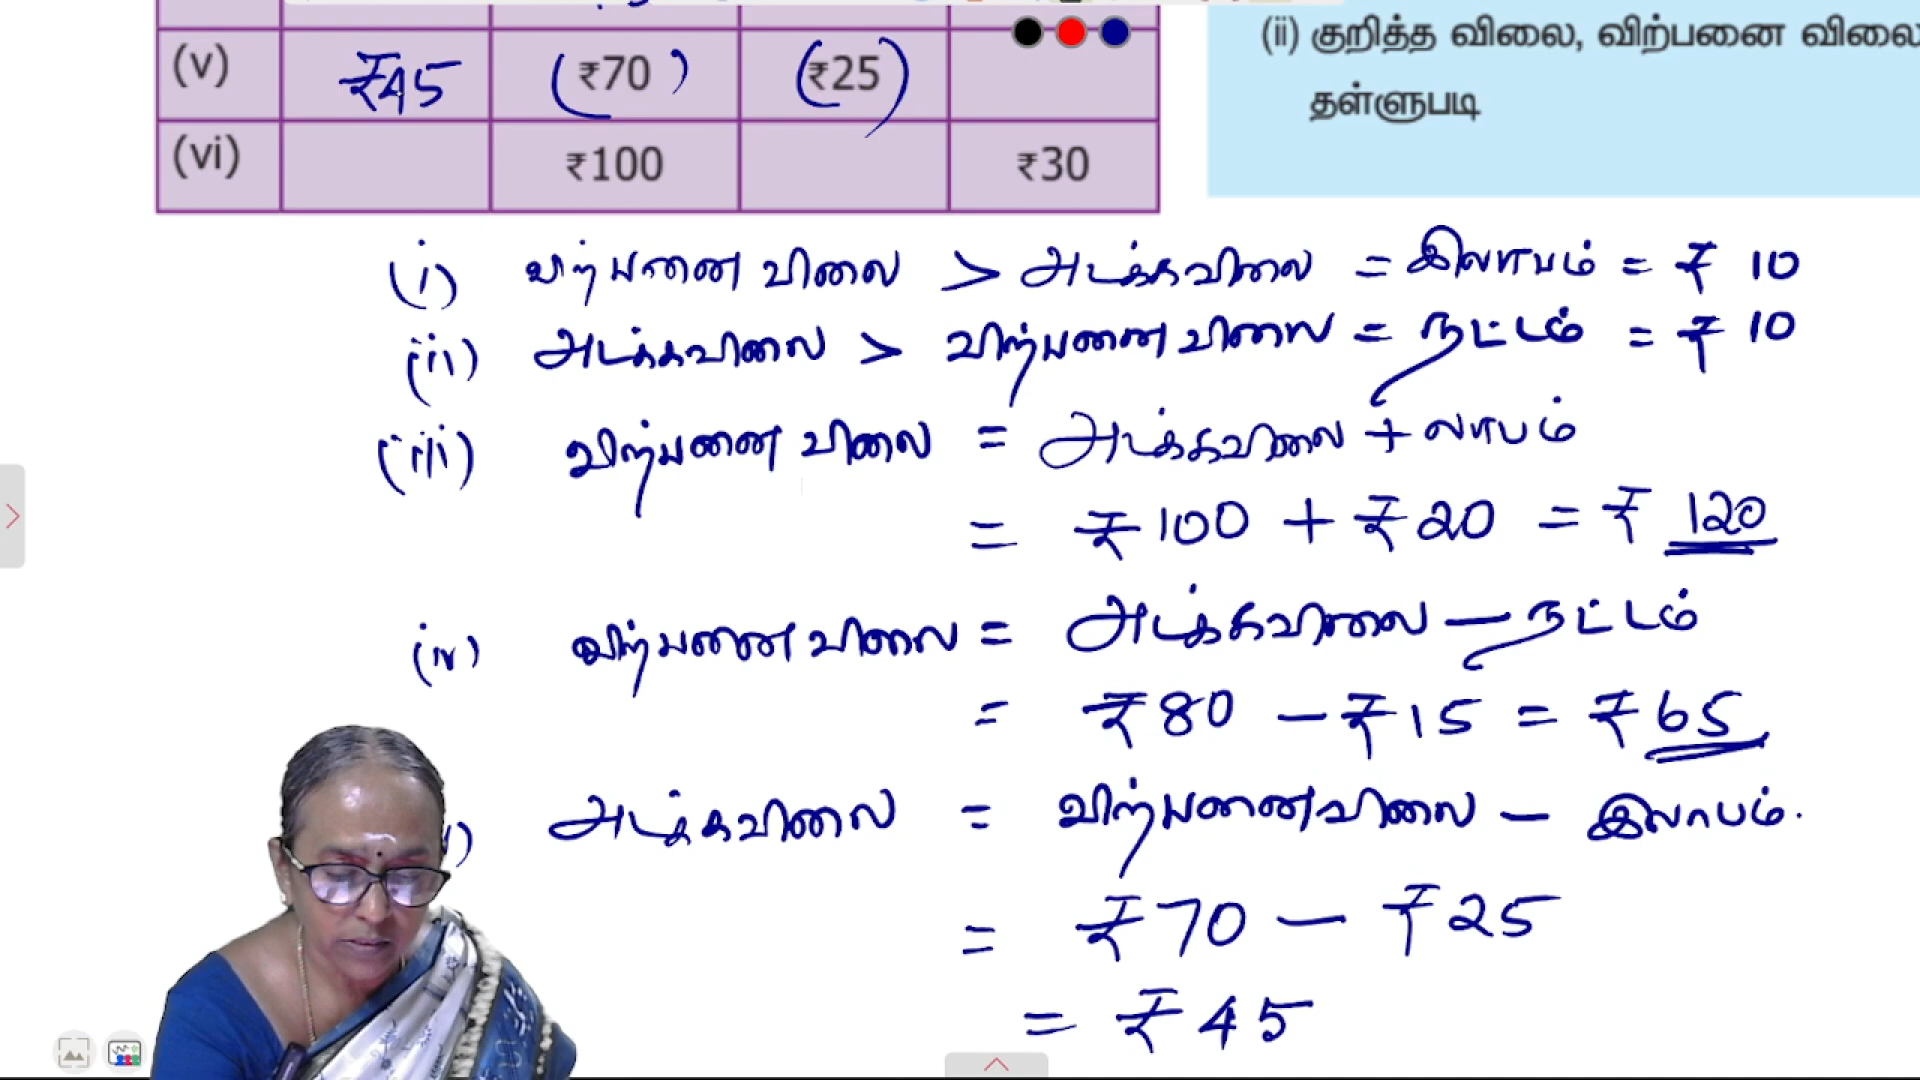 (v) ₹45 (₹70) (₹25)
(vi) ₹100 ₹30
(ii) குறித்த விலை, விற்பனை விலை
தள்ளுபடி
(i) விற்பனை விலை > அடக்கவிலை = இலாபம் = ₹ 10
(ii) அடக்கவிலை > விற்பனை விலை = நட்டம் = ₹ 10
(iii) விற்பனை விலை = அடக்கவிலை + லாபம்
= ₹100 + ₹20 = ₹ 120
(iv) விற்பனை விலை = அடக்கவிலை – நட்டம்
= ₹80 – ₹15 = ₹65
அடக்கவிலை = விற்பனைவிலை – இலாபம்.
= ₹70 – ₹25
= ₹45